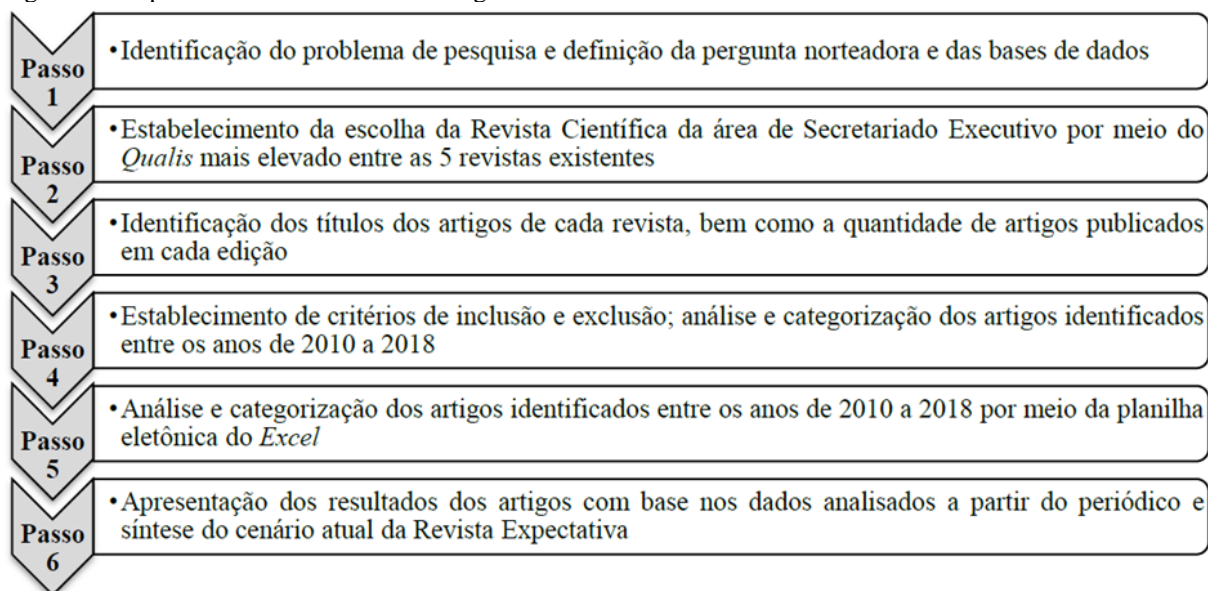 Passo
1
•Identificação do problema de pesquisa e definição da pergunta norteadora e das bases de dados
Passo
2
•Estabelecimento da escolha da Revista Científica da área de Secretariado Executivo por meio do
Qualis mais elevado entre as 5 revistas existentes
Passo
3
•Identificação dos títulos dos artigos de cada revista, bem como a quantidade de artigos publicados
em cada edição
Passo
4
•Establecimento de critérios de inclusão e exclusão; análise e categorização dos artigos identificados
entre os anos de 2010 a 2018
Passo
5
•Análise e categorização dos artigos identificados entre os anos de 2010 a 2018 por meio da planilha
eletônica do Excel
Passo
6
•Apresentação dos resultados dos artigos com base nos dados analisados a partir do periódico e
síntese do cenário atual da Revista Expectativa